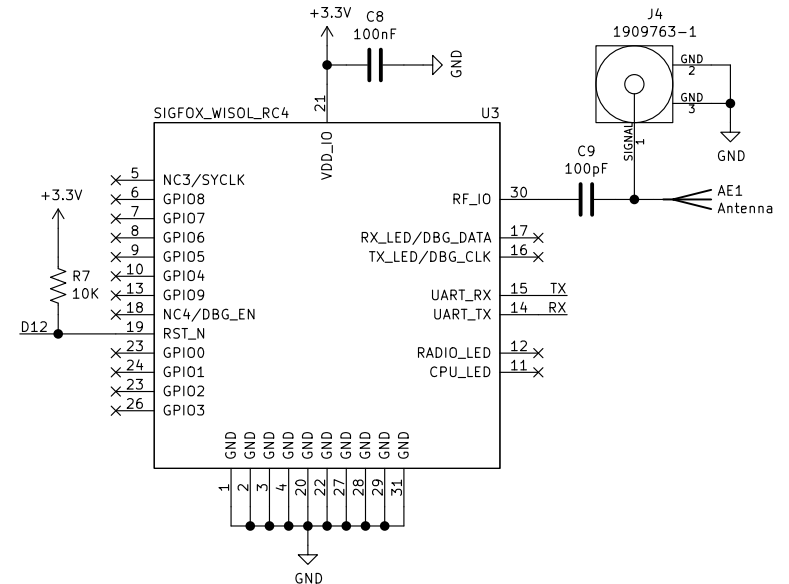 +3.3V
C8
100nF
GND
J4
1909763-1
GND
2
GND
3
SIGNAL
1
GND
21
SIGFOX_WISOL_RC4
U3
VDD_IO
C9
100pF
+3.3V
R7
10K
D12
AE1
Antenna
5 NC3/SYCLK
6 GPIO8
7 GPIO7
8 GPIO6
9 GPIO5
10 GPIO4
13 GPIO9
18 NC4/DBG_EN
19 RST_N
23 GPIO0
24 GPIO1
23 GPIO2
26 GPIO3
RF_IO 30
RX_LED/DBG_DATA 17
TX_LED/DBG_CLK 16
UART_RX 15 TX
UART_TX 14 RX
RADIO_LED 12
CPU_LED 11
GND GND GND GND GND GND GND GND GND GND
1 2 3 4 20 22 27 28 29 31
GND